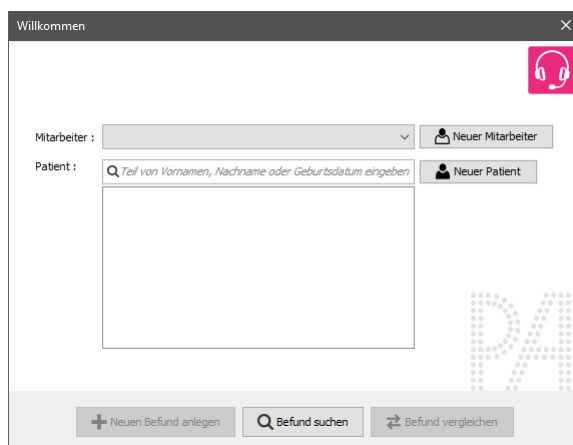 Willkommen
Mitarbeiter :
Neuer Mitarbeiter
Patient :
Teil von Vornamen, Nachname oder Geburtsdatum eingeben
Neuer Patient
PA
Neuen Befund anlegen
Befund suchen
Befund vergleichen